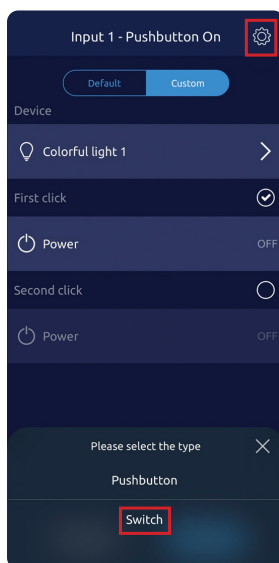 Input 1 - Pushbutton On
Default Custom
Device
Colorful light 1
First click
Power OFF
Second click
Power OFF
Please select the type
Pushbutton
Switch